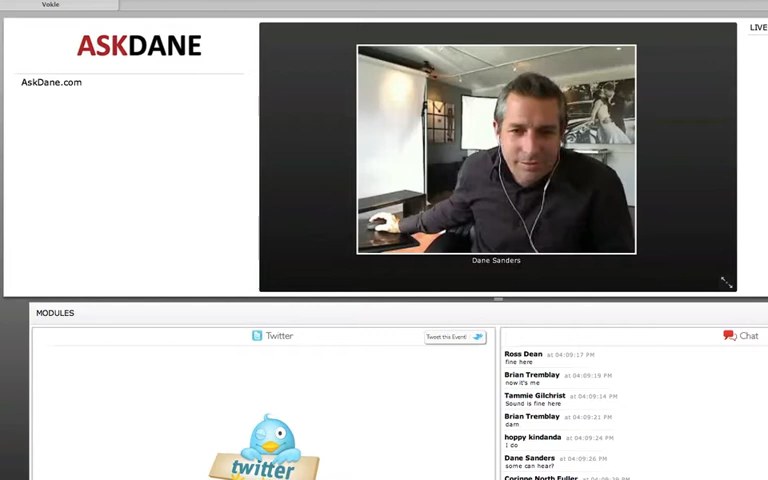 Vokle
ASKDANE
AskDane.com
LIVE
Dane Sanders
MODULES
Twitter
Tweet this Event!
twitter
Chat
Ross Dean at 04:09:17 PM
fine here
Brian Tremblay at 04:09:19 PM
now it's me
Tammie Gilchrist at 04:09:14 PM
Sound is fine here
Brian Tremblay at 04:09:21 PM
darn
hoppy kindanda at 04:09:24 PM
I do
Dane Sanders at 04:09:26 PM
some can hear?
Corinne North Fuller